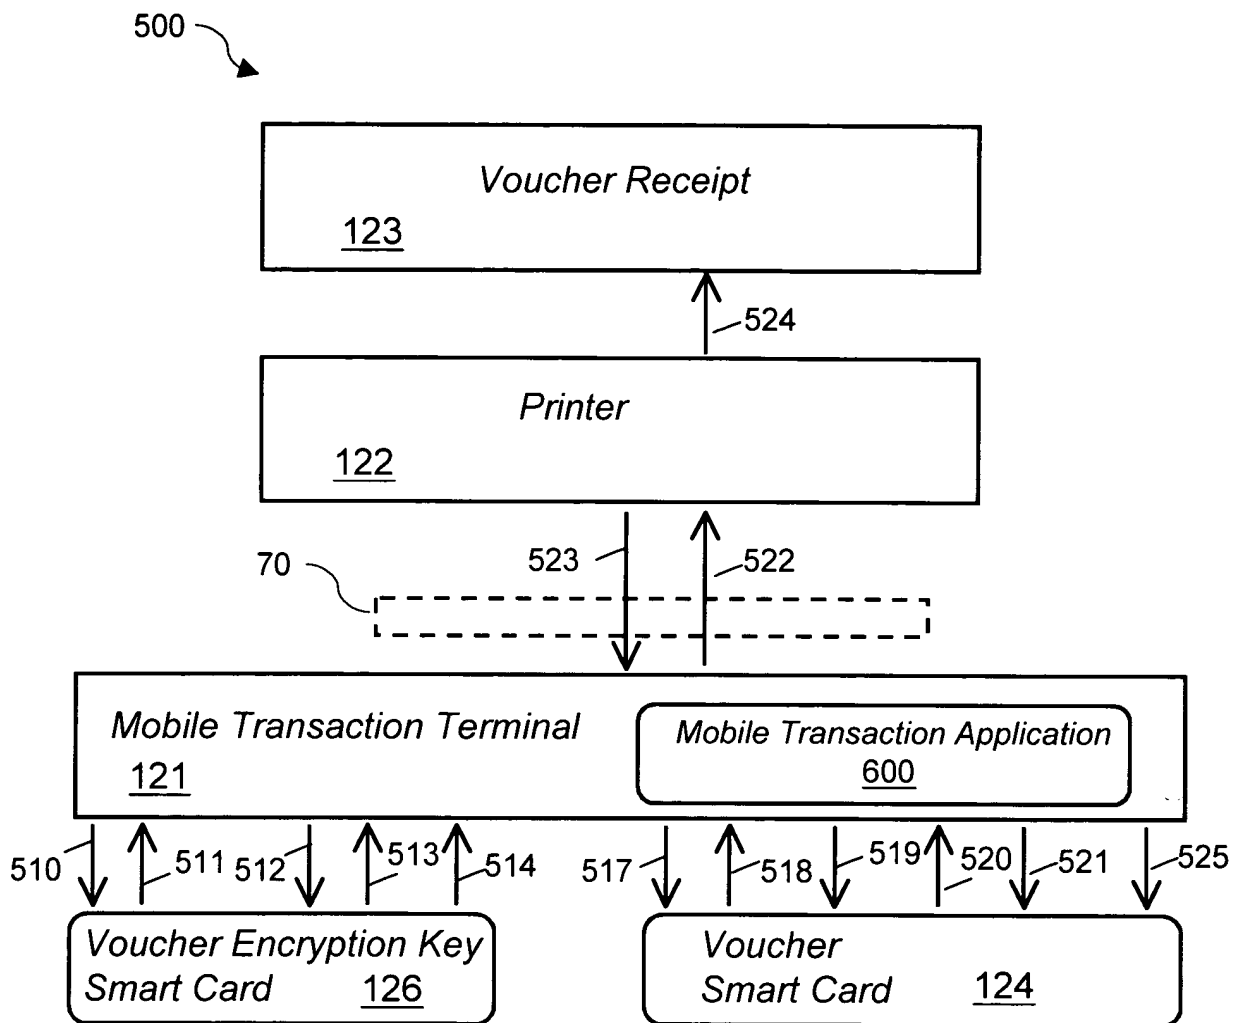 500
Voucher Receipt
123
524
Printer
122
523
522
70
Mobile Transaction Terminal
121
Mobile Transaction Application
600
510
511
512
513
514
517
518
519
520
521
525
Voucher Encryption Key
Smart Card 126
Voucher
Smart Card 124